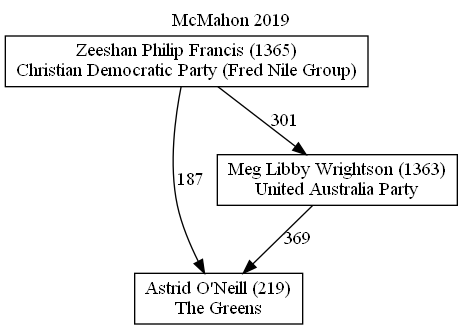 McMahon 2019
Zeeshan Philip Francis (1365)
Christian Democratic Party (Fred Nile Group)
301
Meg Libby Wrightson (1363)
United Australia Party
187
369
Astrid O'Neill (219)
The Greens